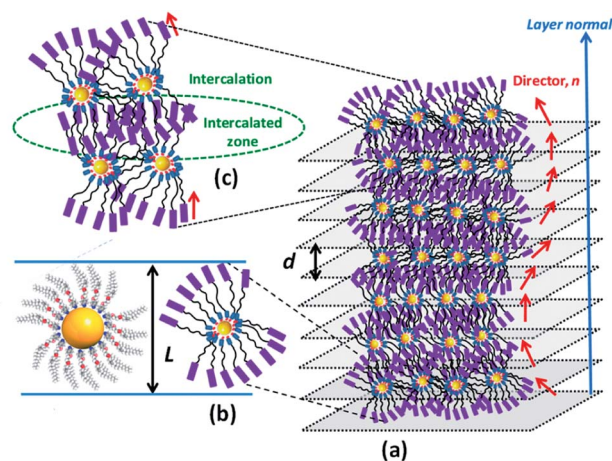 Layer normal
Director, n
Intercalation
Intercalated
zone
(c)
d
L
(b)
(a)